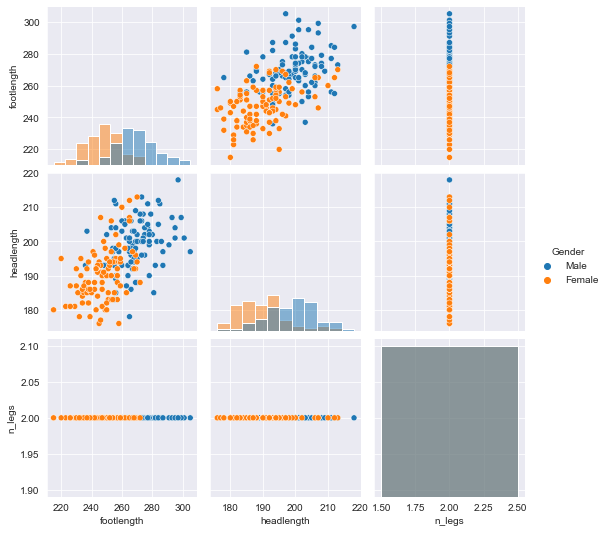 footlength
300
280
260
240
220
headlength
220
210
200
190
180
Gender
Male
Female
n_legs
2.10
2.05
2.00
1.95
1.90
220 240 260 280 300
180 200 220
1.50 1.75 2.00 2.25 2.50
footlength
headlength
n_legs